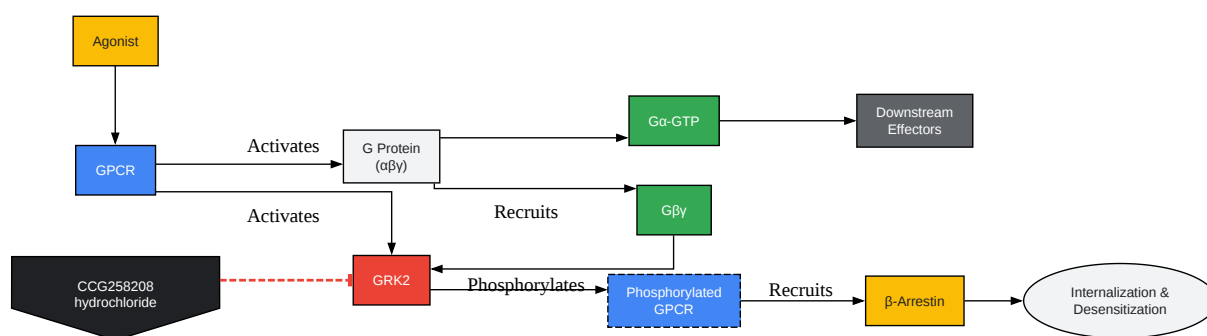 Agonist
Gα-GTP
Downstream
Effectors
Activates
G Protein
(αβγ)
GPCR
Activates
Recruits
Gβγ
CCG258208
hydrochloride
GRK2
Phosphorylates
Phosphorylated
GPCR
Recruits
β-Arrestin
Internalization &
Desensitization